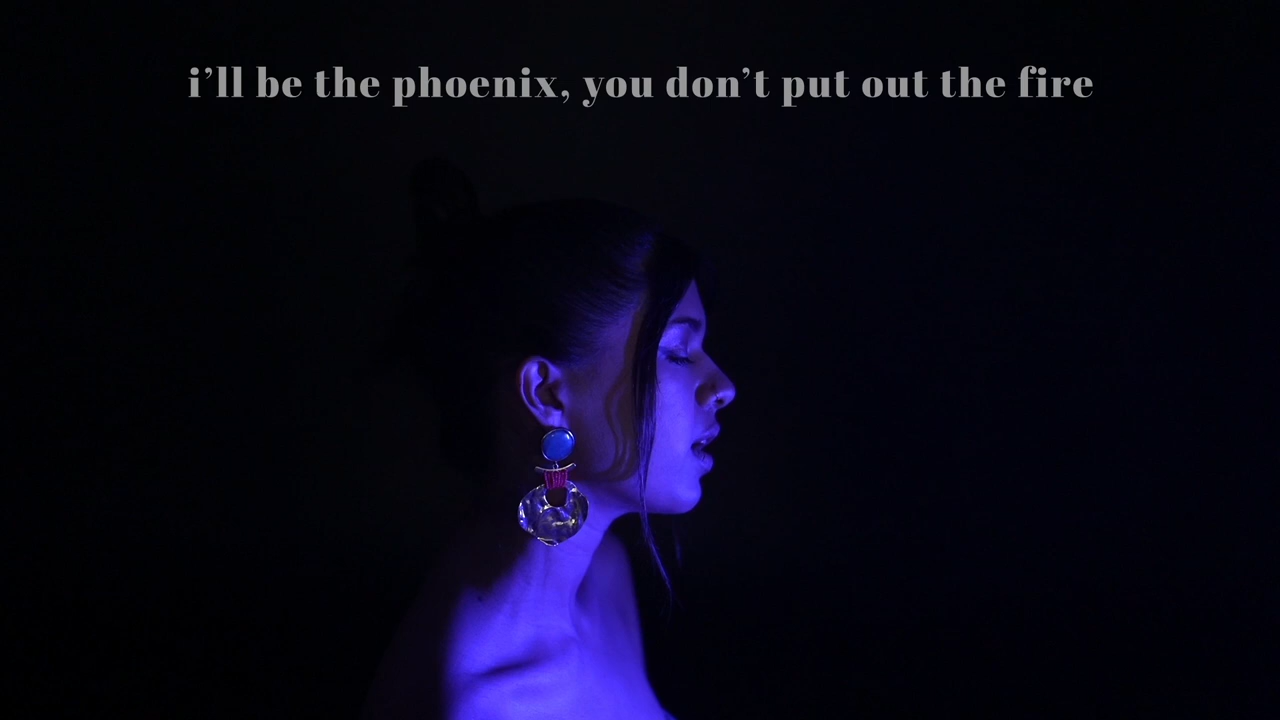 i’ll be the phoenix, you don’t put out the fire